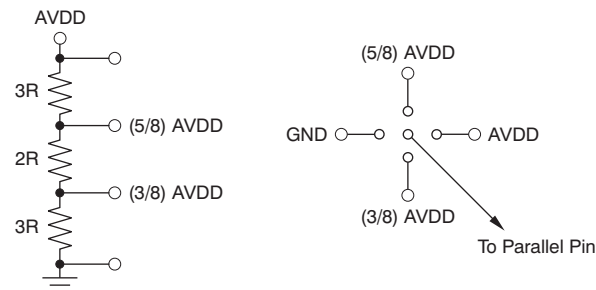 AVDD
3R
(5/8) AVDD
2R
(3/8) AVDD
3R
(5/8) AVDD
GND
AVDD
(3/8) AVDD
To Parallel Pin